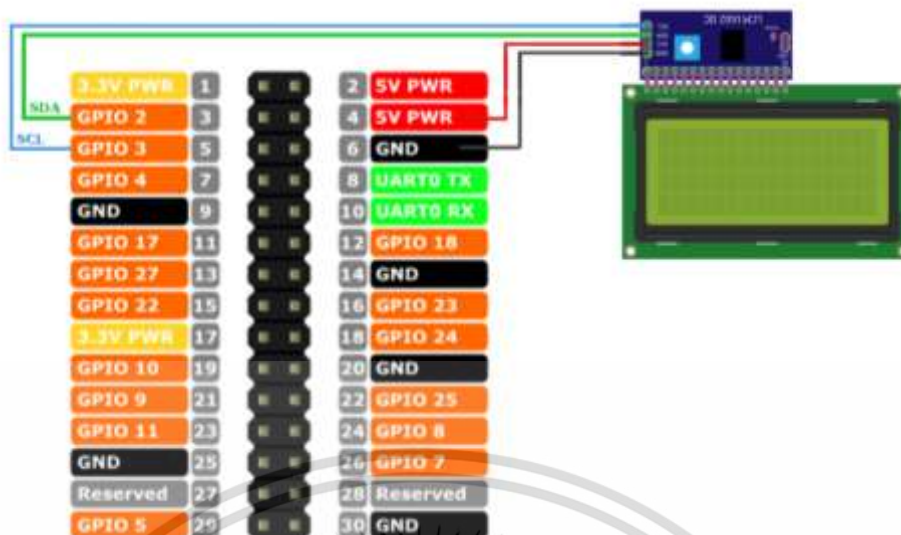 SDA
SCL
3.3V PWR 1 2 5V PWR
GPIO 2 3 4 5V PWR
GPIO 3 5 6 GND
GPIO 4 7 8 UART0 TX
GND 9 10 UART0 RX
GPIO 17 11 12 GPIO 18
GPIO 27 13 14 GND
GPIO 22 15 16 GPIO 23
3.3V PWR 17 18 GPIO 24
GPIO 10 19 20 GND
GPIO 9 21 22 GPIO 25
GPIO 11 23 24 GPIO 8
GND 25 26 GPIO 7
Reserved 27 28 Reserved
GPIO 5 29 30 GND